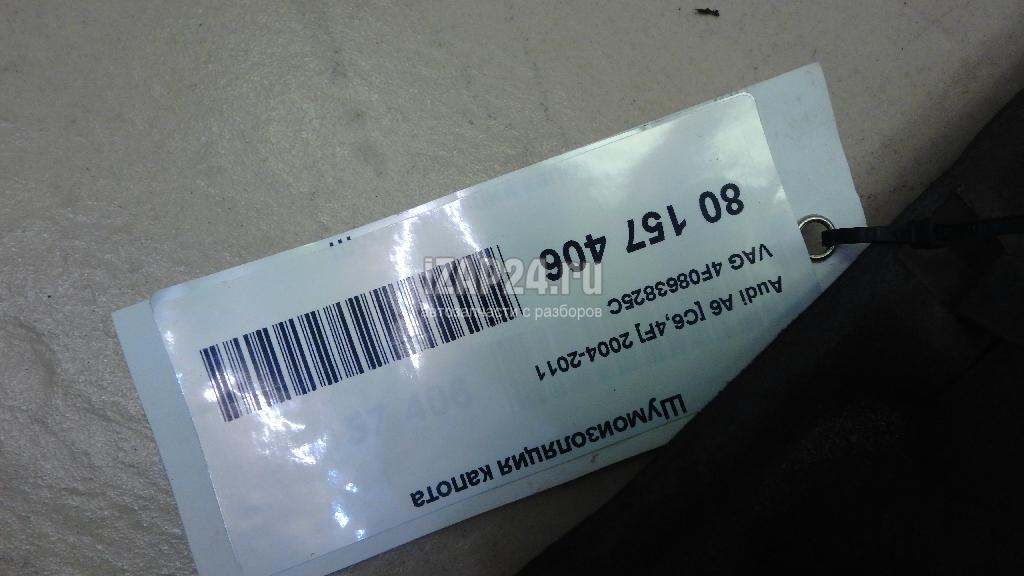 Шумоизоляция капота
Audi A6 [C6,4F] 2004-2011
VAG 4F0863825C
80 157 406
iZAP24.ru
автозапчасти с разборов